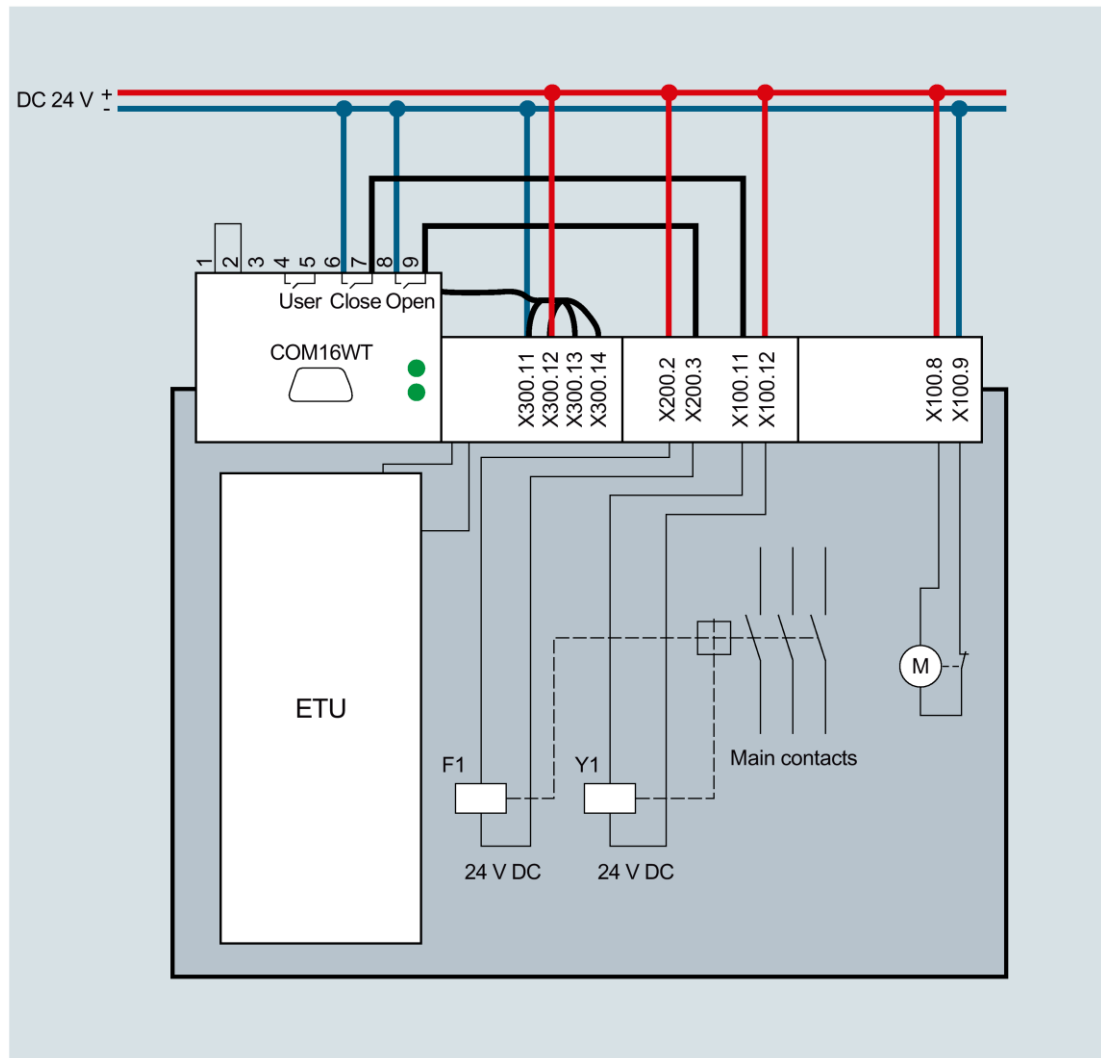 DC 24 V + -
1 2 3 4 5 6 7 8 9
User Close Open
COM16WT
X300.11
X300.12
X300.13
X300.14
X200.2
X200.3
X100.11
X100.12
X100.8
X100.9
ETU
M
Main contacts
F1
Y1
24 V DC
24 V DC